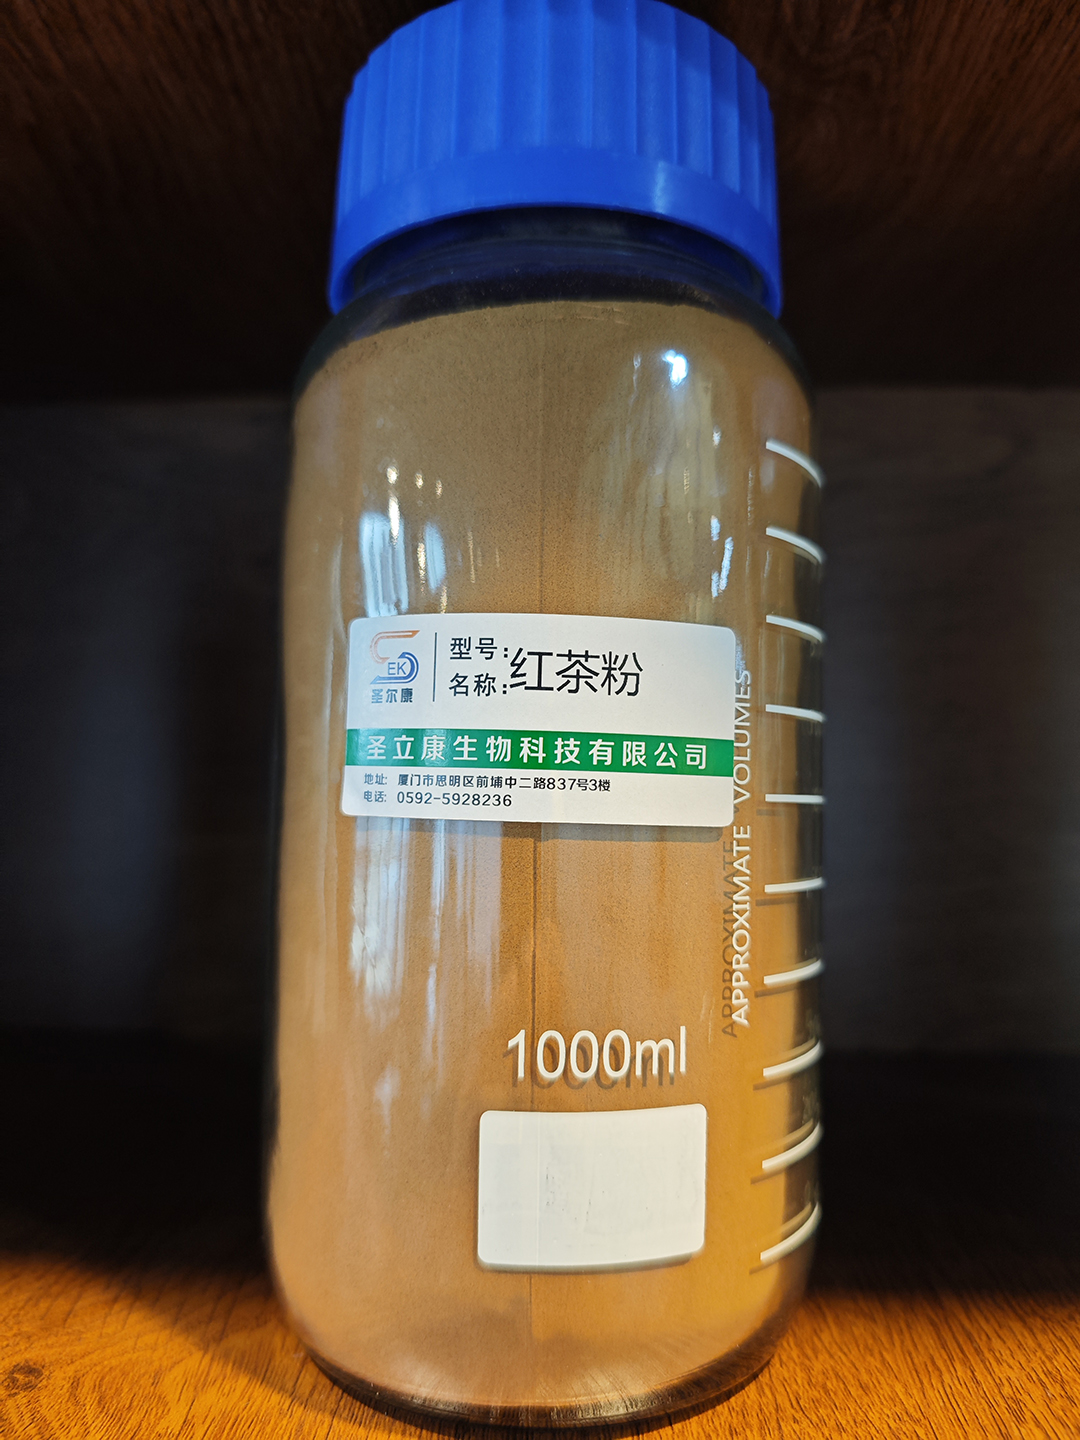 EK
圣尔康
型号:
名称:
红茶粉
圣立康生物科技有限公司
地址: 厦门市思明区前埔中二路837号3楼
电话: 0592-5928236
APPROXIMATE VOLUMES
1000ml